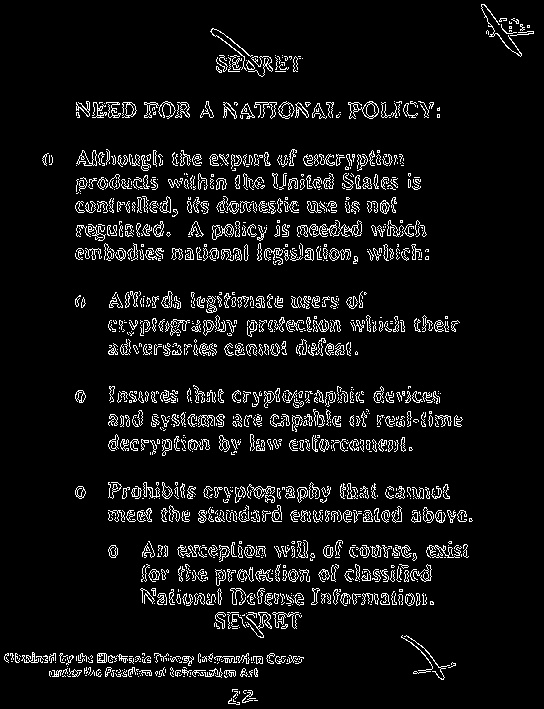 SECRET
NEED FOR A NATIONAL POLICY:
o Although the export of encryption
products within the United States is
controlled, its domestic use is not
regulated. A policy is needed which
embodies national legislation, which:
o Affords legitimate users of
cryptography protection which their
adversaries cannot defeat.
o Insures that cryptographic devices
and systems are capable of real-time
decryption by law enforcement.
o Prohibits cryptography that cannot
meet the standard enumerated above.
o An exception will, of course, exist
for the protection of classified
National Defense Information.
SECRET
Obtained by the Electronic Privacy Information Center
under the Freedom of Information Act
12